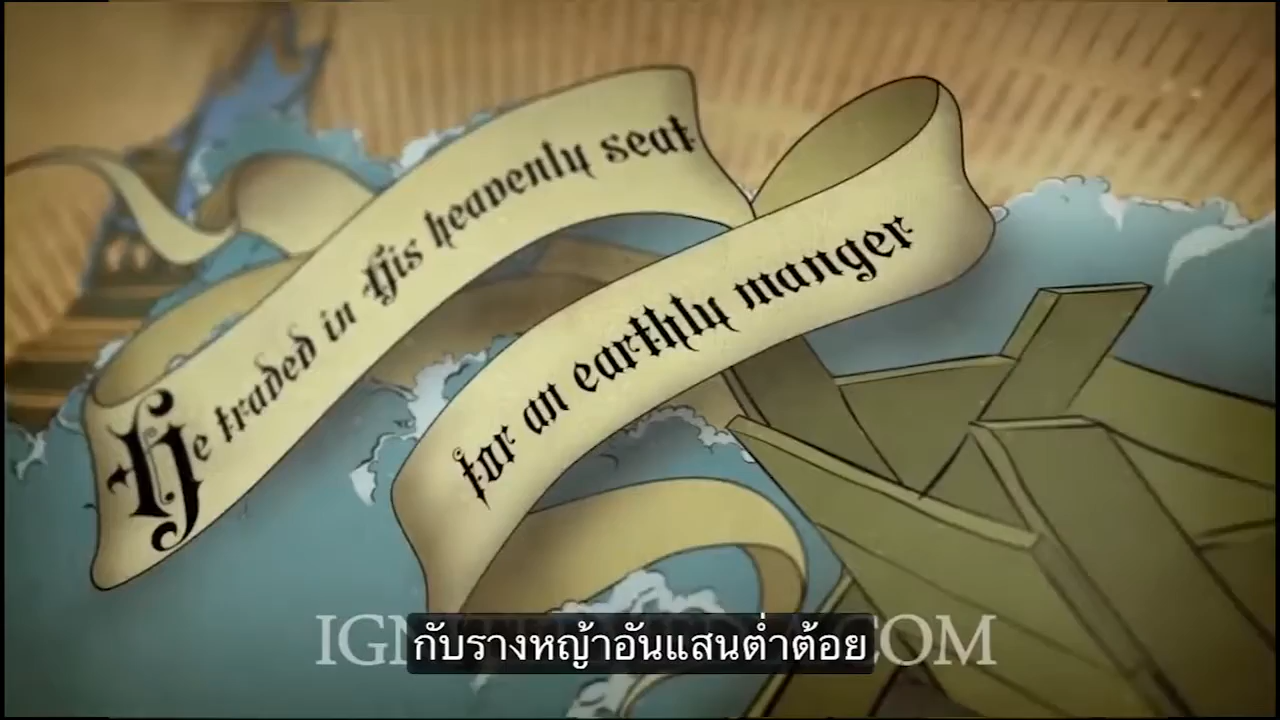 He traded in His heavenly seat
for an earthly manger
กับรางหญ้าอันแสนต่ำต้อย